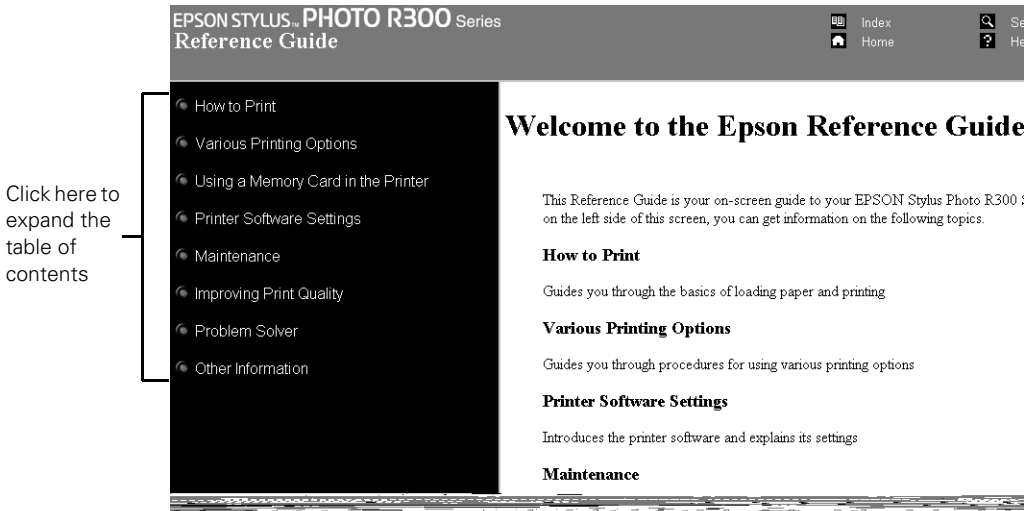 EPSON STYLUS™ PHOTO R300 Series
Reference Guide
Index
Home
Click here to
expand the
table of
contents
How to Print
Various Printing Options
Using a Memory Card in the Printer
Printer Software Settings
Maintenance
Improving Print Quality
Problem Solver
Other Information
Welcome to the Epson Reference Guide
This Reference Guide is your on-screen guide to your EPSON Stylus Photo R300
on the left side of this screen, you can get information on the following topics.
How to Print
Guides you through the basics of loading paper and printing
Various Printing Options
Guides you through procedures for using various printing options
Printer Software Settings
Introduces the printer software and explains its settings
Maintenance